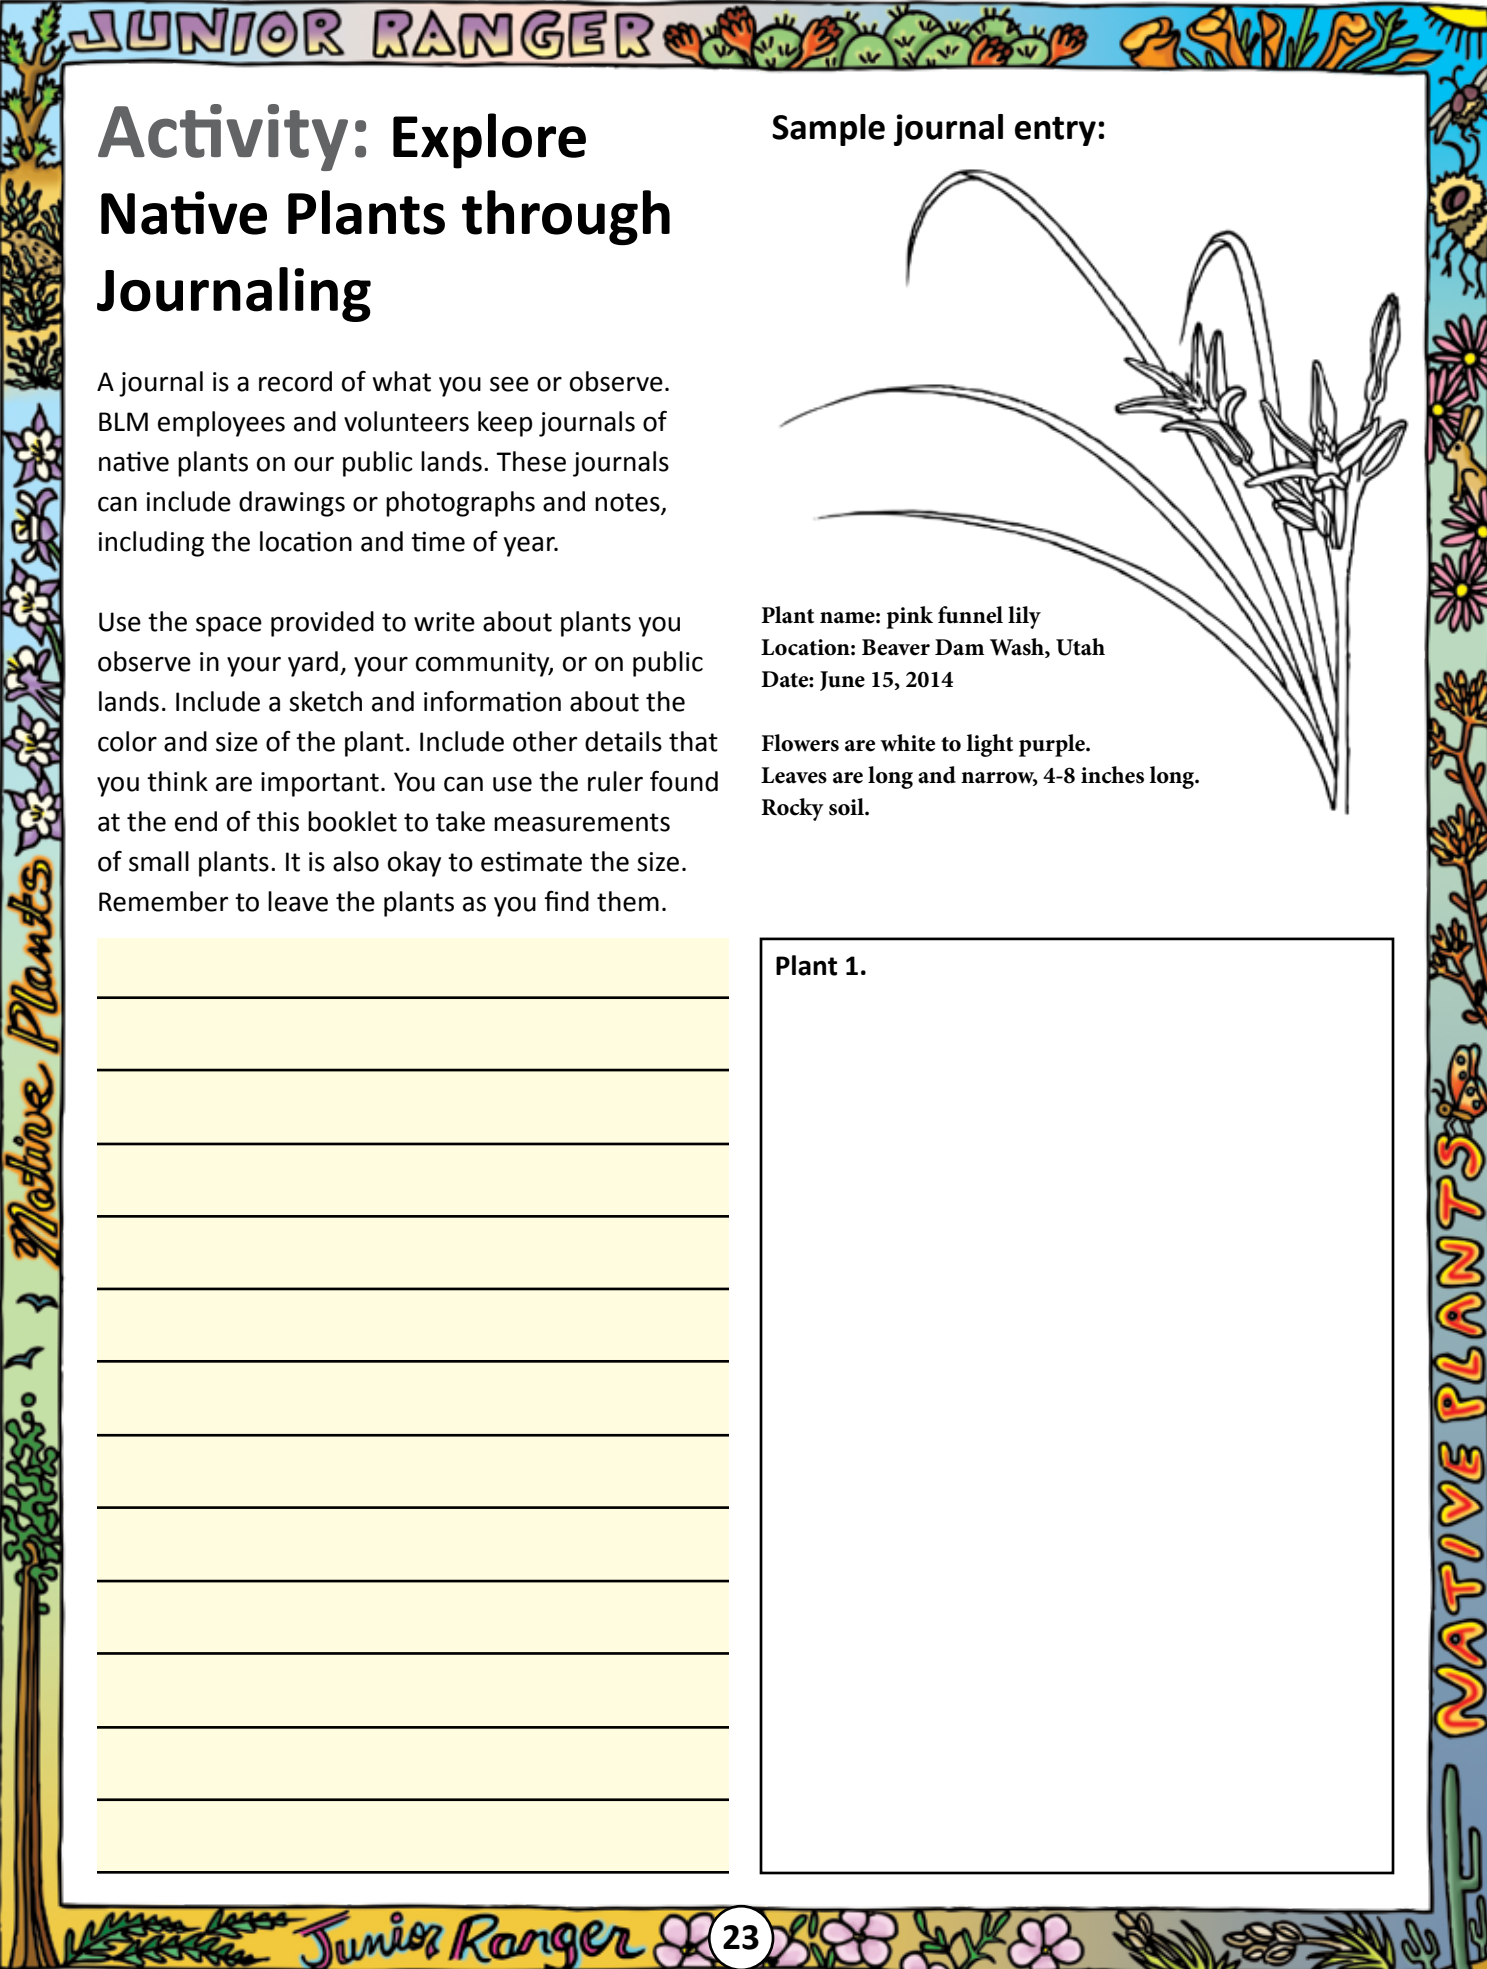 JUNIOR RANGER
Activity: Explore
Native Plants through
Journaling
A journal is a record of what you see or observe.
BLM employees and volunteers keep journals of
native plants on our public lands. These journals
can include drawings or photographs and notes,
including the location and time of year.
Use the space provided to write about plants you
observe in your yard, your community, or on public
lands. Include a sketch and information about the
color and size of the plant. Include other details that
you think are important. You can use the ruler found
at the end of this booklet to take measurements
of small plants. It is also okay to estimate the size.
Remember to leave the plants as you find them.
Sample journal entry:
Plant name: pink funnel lily
Location: Beaver Dam Wash, Utah
Date: June 15, 2014
Flowers are white to light purple.
Leaves are long and narrow, 4-8 inches long.
Rocky soil.
Plant 1.
Native Plants
NATIVE PLANTS
Junior Ranger
23